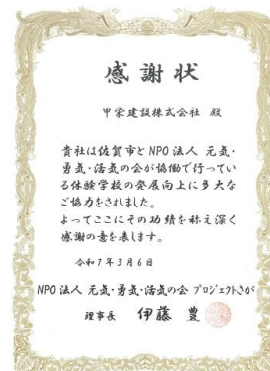 感謝状
甲栄建設株式会社 殿
貴社は佐賀市とNPO法人 元気・
勇気・活気の会が協働で行ってい
る体験学校の発展向上に多大な
ご協力をされました。
よってここにその功績を称え深く
感謝の意を表します。
令和7年3月6日
NPO法人 元気・勇気・活気の会 プロジェクトさが
理事長 伊藤 豊